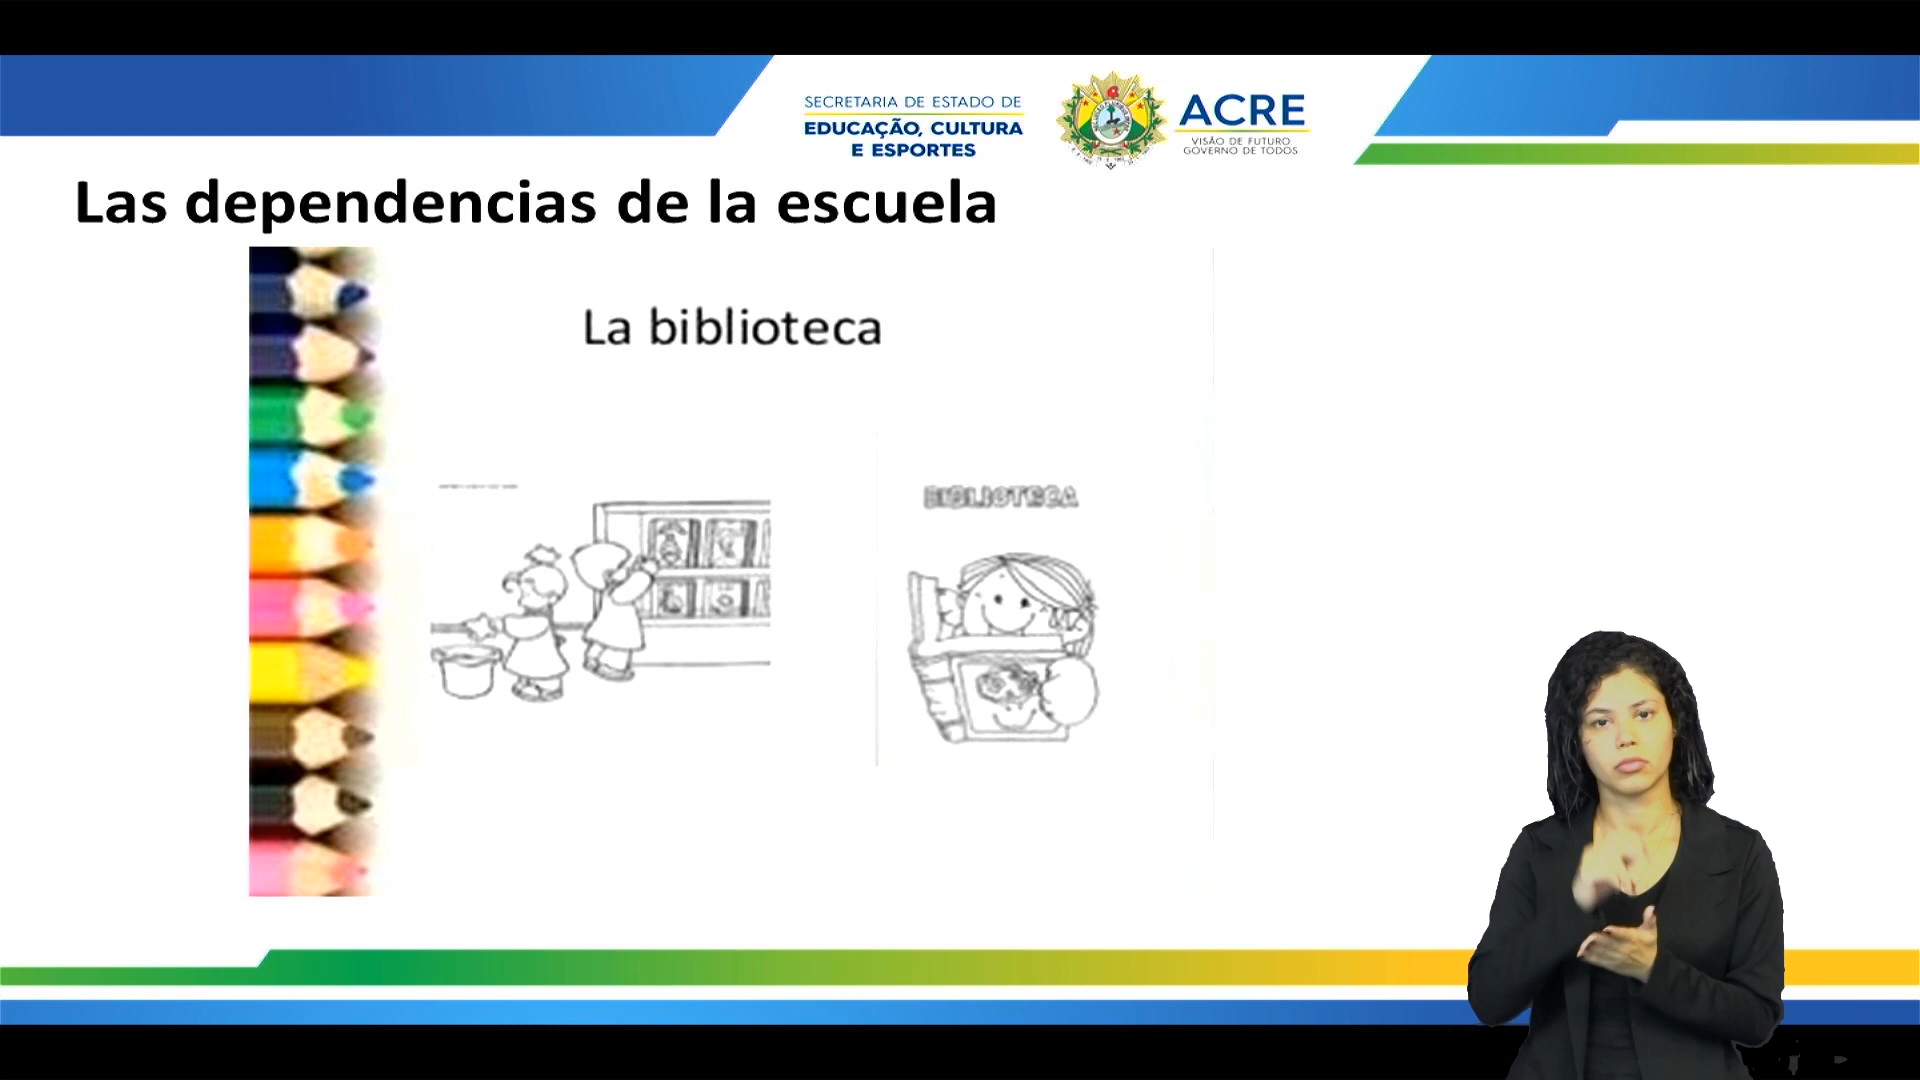 SECRETARIA DE ESTADO DE
EDUCAÇÃO, CULTURA
E ESPORTES
ACRE
VISÃO DE FUTURO
GOVERNO DE TODOS
Las dependencias de la escuela
La biblioteca
BIBLIOTECA